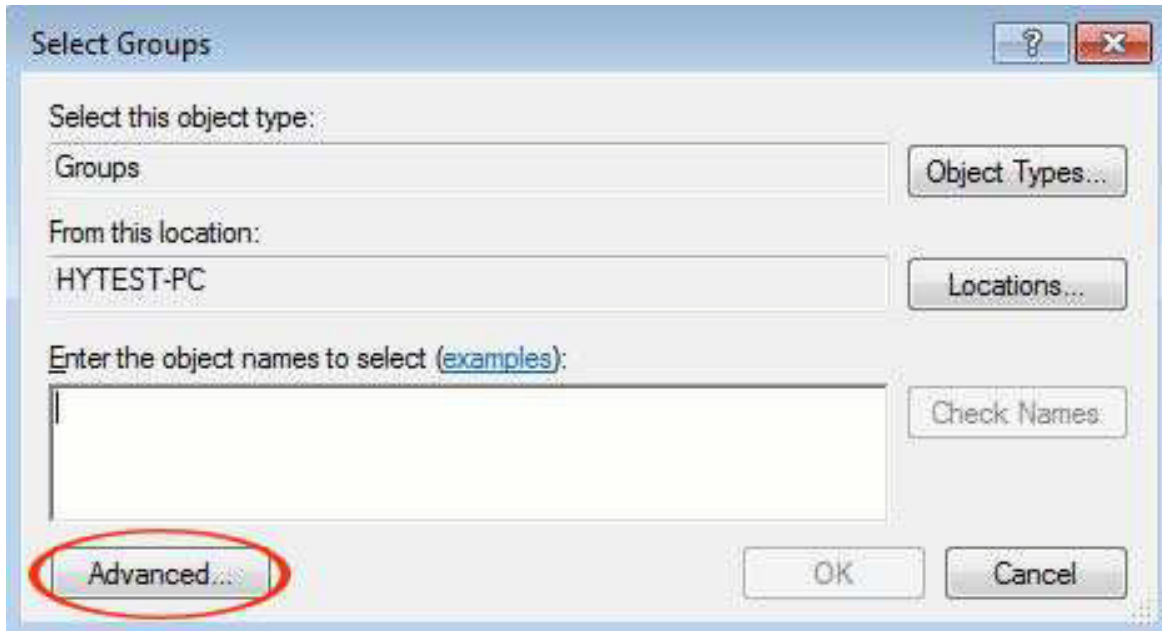 Select Groups
Select this object type:
Groups
Object Types...
From this location:
HYTEST-PC
Locations...
Enter the object names to select (examples):
Check Names
Advanced...
OK
Cancel